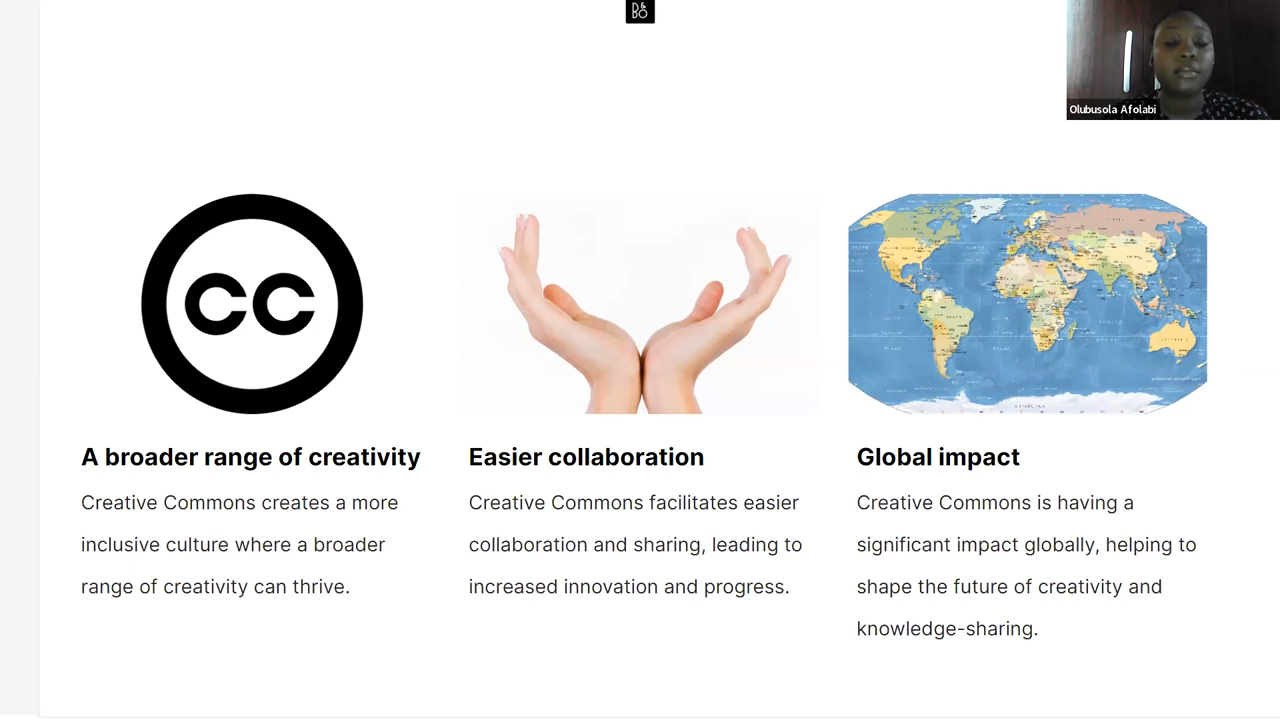 B&
BO
Olubusola Afolabi
cc
A broader range of creativity
Creative Commons creates a more
inclusive culture where a broader
range of creativity can thrive.
Easier collaboration
Creative Commons facilitates easier
collaboration and sharing, leading to
increased innovation and progress.
Global impact
Creative Commons is having a
significant impact globally, helping to
shape the future of creativity and
knowledge-sharing.